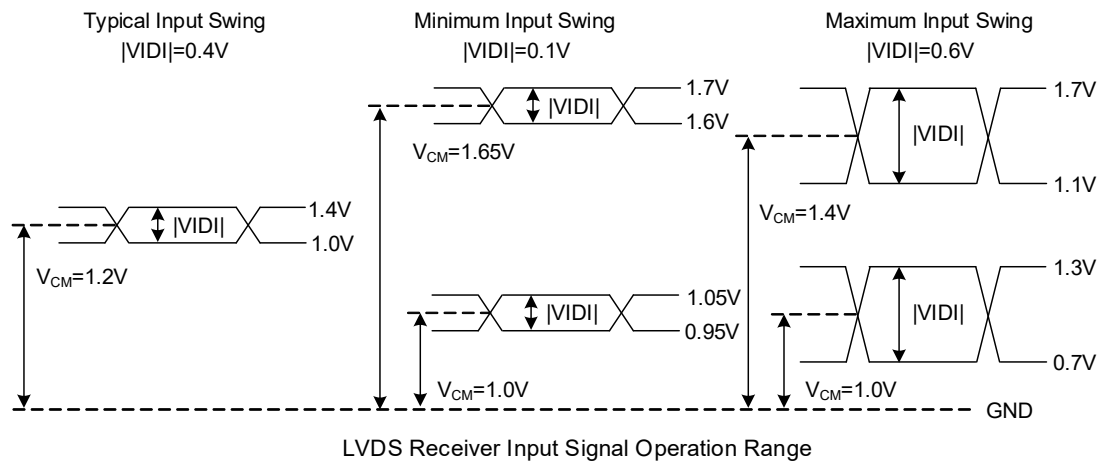 Typical Input Swing
|VIDI|=0.4V
Minimum Input Swing
|VIDI|=0.1V
Maximum Input Swing
|VIDI|=0.6V
|VIDI|
1.4V
1.0V
VCM=1.2V
|VIDI|
1.7V
1.6V
VCM=1.65V
|VIDI|
1.05V
0.95V
VCM=1.0V
|VIDI|
1.7V
1.1V
VCM=1.4V
|VIDI|
1.3V
0.7V
VCM=1.0V
GND
LVDS Receiver Input Signal Operation Range